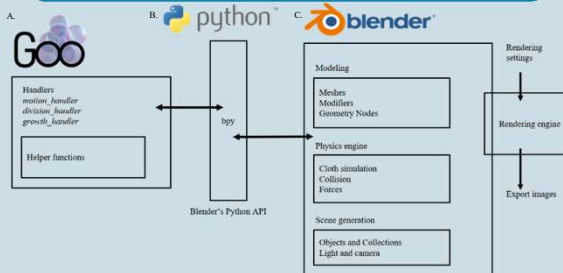 A.
Goo
Handlers
motion_handler
division_handler
growth_handler
Helper functions
B.
python™
bpy
Blender's Python API
C.
blender
Modeling
Meshes
Modifiers
Geometry Nodes
Physics engine
Cloth simulation
Collision
Forces
Scene generation
Objects and Collections
Light and camera
Rendering
settings
Rendering engine
Export images